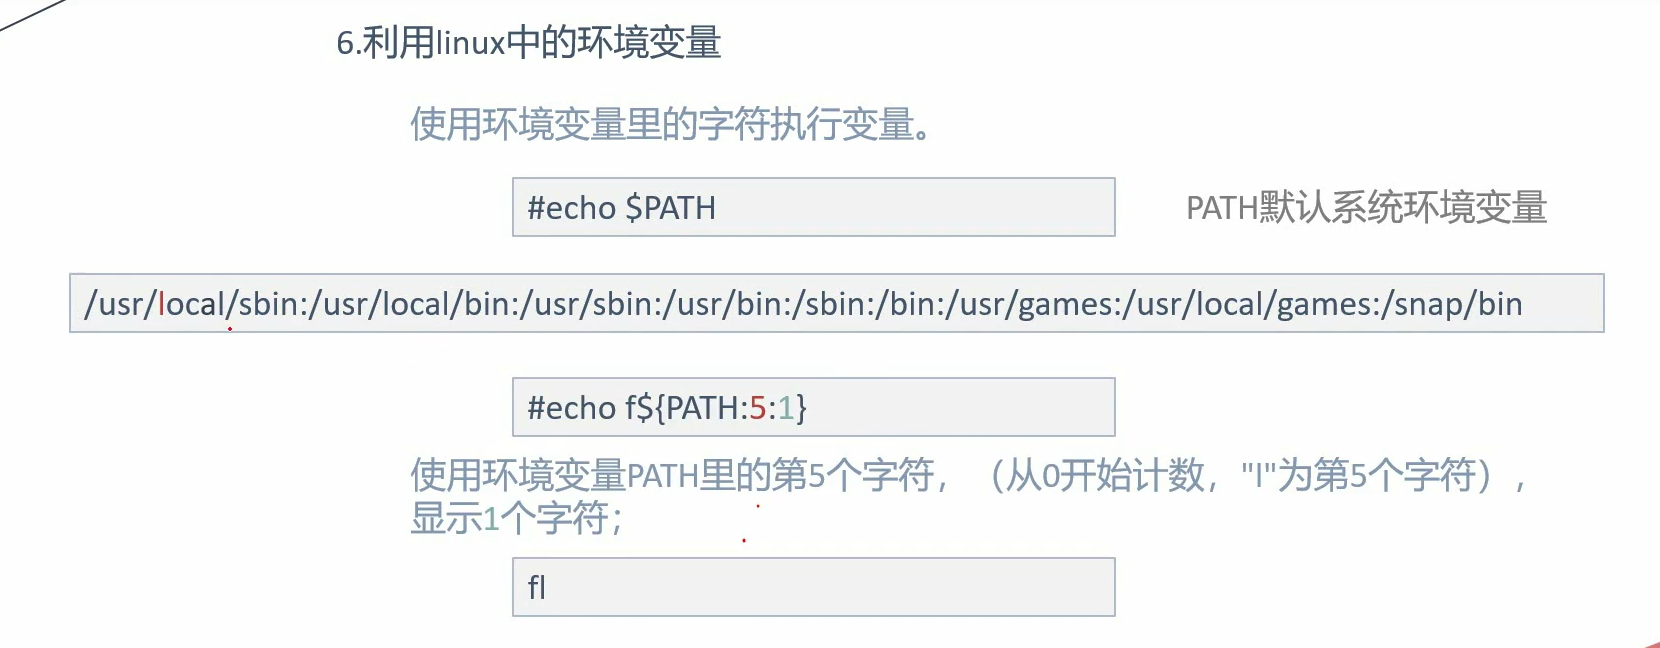 6.利用linux中的环境变量
使用环境变量里的字符执行变量。
#echo $PATH
PATH默认系统环境变量
/usr/local/sbin:/usr/local/bin:/usr/sbin:/usr/bin:/sbin:/bin:/usr/games:/usr/local/games:/snap/bin
#echo f${PATH:5:1}
使用环境变量PATH里的第5个字符，（从0开始计数，"l"为第5个字符），
显示1个字符；
fl